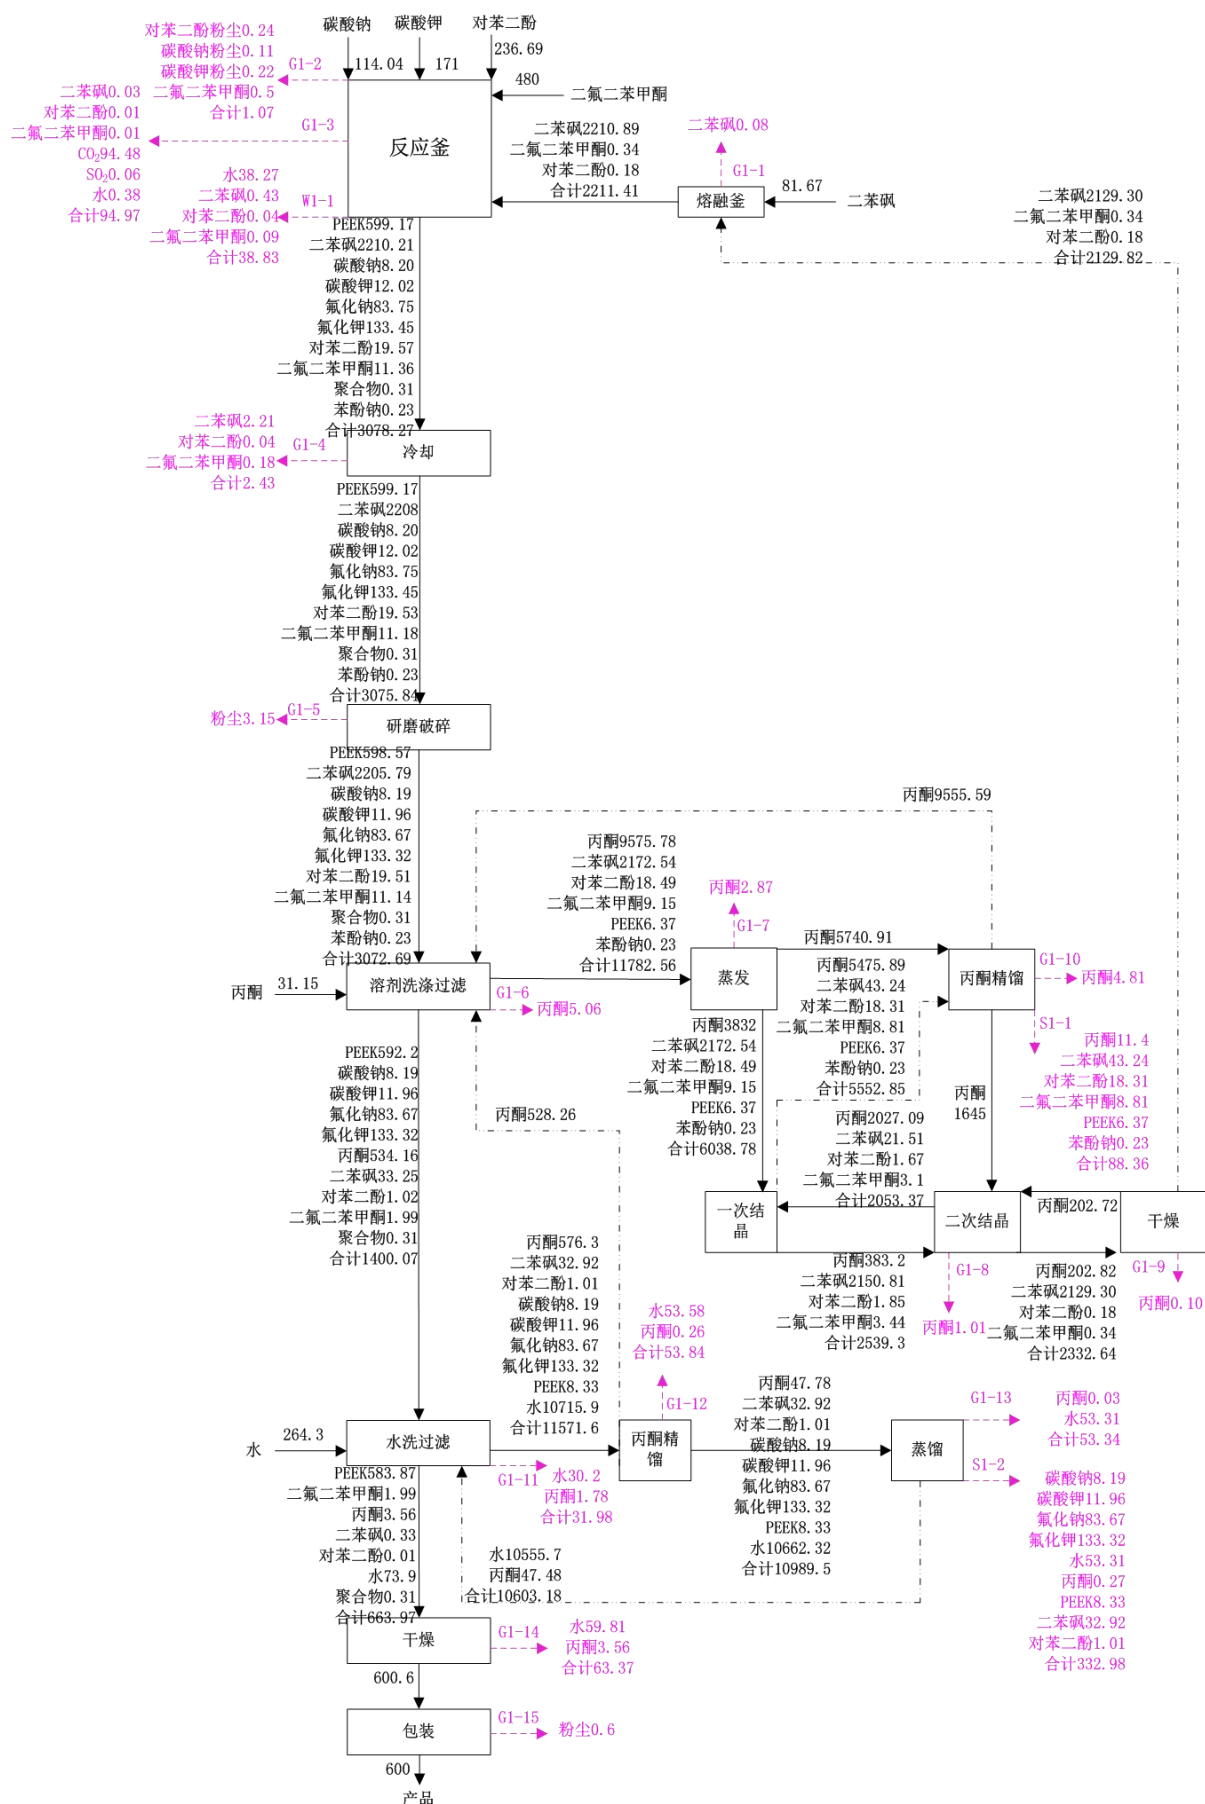 碳酸钠
碳酸钾
对苯二酚
114.04
171
236.69
对苯二酚粉尘0.24
碳酸钠粉尘0.11
碳酸钾粉尘0.22
二氟二苯甲酮0.5
合计1.07
G1-2
二苯砜0.03
对苯二酚0.01
二氟二苯甲酮0.01
CO₂94.48
SO₂0.06
水0.38
合计94.97
G1-3
水38.27
二苯砜0.43
对苯二酚0.04
二氟二苯甲酮0.09
合计38.83
W1-1
反应釜
480
二氟二苯甲酮
二苯砜2210.89
二氟二苯甲酮0.34
对苯二酚0.18
合计2211.41
二苯砜0.08
G1-1
熔融釜
81.67
二苯砜
二苯砜2129.30
二氟二苯甲酮0.34
对苯二酚0.18
合计2129.82
PEEK599.17
二苯砜2210.21
碳酸钠8.20
碳酸钾12.02
氟化钠83.75
氟化钾133.45
对苯二酚19.57
二氟二苯甲酮11.36
聚合物0.31
苯酚钠0.23
合计3078.27
二苯砜2.21
对苯二酚0.04
二氟二苯甲酮0.18
合计2.43
G1-4
冷却
PEEK599.17
二苯砜2208
碳酸钠8.20
碳酸钾12.02
氟化钠83.75
氟化钾133.45
对苯二酚19.53
二氟二苯甲酮11.18
聚合物0.31
苯酚钠0.23
合计3075.84
粉尘3.15
G1-5
研磨破碎
PEEK598.57
二苯砜2205.79
碳酸钠8.19
碳酸钾11.96
氟化钠83.67
氟化钾133.32
对苯二酚19.51
二氟二苯甲酮11.14
聚合物0.31
苯酚钠0.23
合计3072.69
丙酮
31.15
溶剂洗涤过滤
G1-6
丙酮5.06
丙酮9555.59
丙酮9575.78
二苯砜2172.54
对苯二酚18.49
二氟二苯甲酮9.15
PEEK6.37
苯酚钠0.23
合计11782.56
丙酮2.87
G1-7
蒸发
丙酮5740.91
丙酮精馏
G1-10
丙酮4.81
S1-1
丙酮11.4
二苯砜43.24
对苯二酚18.31
二氟二苯甲酮8.81
PEEK6.37
苯酚钠0.23
合计88.36
丙酮5475.89
二苯砜43.24
对苯二酚18.31
二氟二苯甲酮8.81
PEEK6.37
苯酚钠0.23
合计5552.85
丙酮3832
二苯砜2172.54
对苯二酚18.49
二氟二苯甲酮9.15
PEEK6.37
苯酚钠0.23
合计6038.78
丙酮
1645
丙酮2027.09
二苯砜21.51
对苯二酚1.67
二氟二苯甲酮3.1
合计2053.37
一次结
晶
二次结晶
丙酮202.72
干燥
丙酮383.2
二苯砜2150.81
对苯二酚1.85
二氟二苯甲酮3.44
合计2539.3
G1-8
丙酮1.01
丙酮202.82
二苯砜2129.30
对苯二酚0.18
二氟二苯甲酮0.34
合计2332.64
G1-9
丙酮0.10
PEEK592.2
碳酸钠8.19
碳酸钾11.96
氟化钠83.67
氟化钾133.32
丙酮534.16
二苯砜33.25
对苯二酚1.02
二氟二苯甲酮1.99
聚合物0.31
合计1400.07
丙酮528.26
丙酮576.3
二苯砜32.92
对苯二酚1.01
碳酸钠8.19
碳酸钾11.96
氟化钠83.67
氟化钾133.32
PEEK8.33
水10715.9
合计11571.6
水53.58
丙酮0.26
合计53.84
G1-12
水
264.3
水洗过滤
G1-11
水30.2
丙酮1.78
合计31.98
丙酮精
馏
丙酮47.78
二苯砜32.92
对苯二酚1.01
碳酸钠8.19
碳酸钾11.96
氟化钠83.67
氟化钾133.32
PEEK8.33
水10662.32
合计10989.5
蒸馏
G1-13
丙酮0.03
水53.31
合计53.34
S1-2
碳酸钠8.19
碳酸钾11.96
氟化钠83.67
氟化钾133.32
水53.31
丙酮0.27
PEEK8.33
二苯砜32.92
对苯二酚1.01
合计332.98
PEEK583.87
二氟二苯甲酮1.99
丙酮3.56
二苯砜0.33
对苯二酚0.01
水73.9
聚合物0.31
合计663.97
水10555.7
丙酮47.48
合计10603.18
干燥
G1-14
水59.81
丙酮3.56
合计63.37
600.6
包装
G1-15
粉尘0.6
600
产品